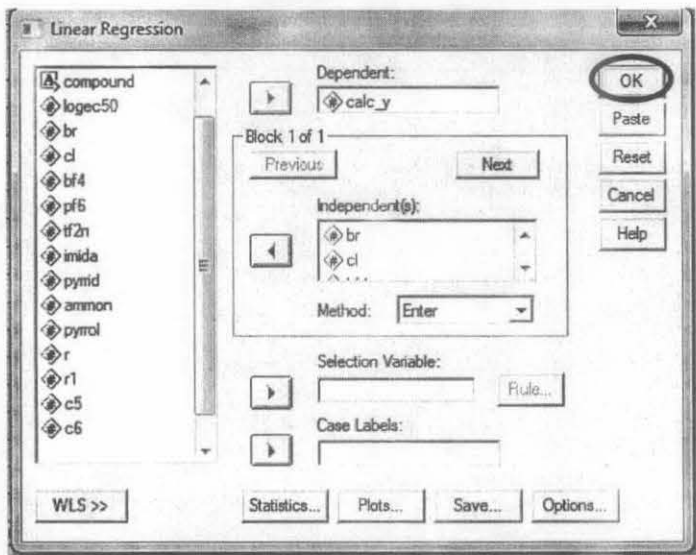 Linear Regression
compound
logec50
br
cl
bf4
pf6
tf2n
imida
pyrrid
ammon
pyrrol
r
r1
c5
c6
Dependent:
calc_y
Block 1 of 1
Previous
Next
Independent(s):
br
cl
Method:
Enter
Selection Variable:
Rule...
Case Labels:
OK
Paste
Reset
Cancel
Help
WLS >>
Statistics...
Plots...
Save...
Options...